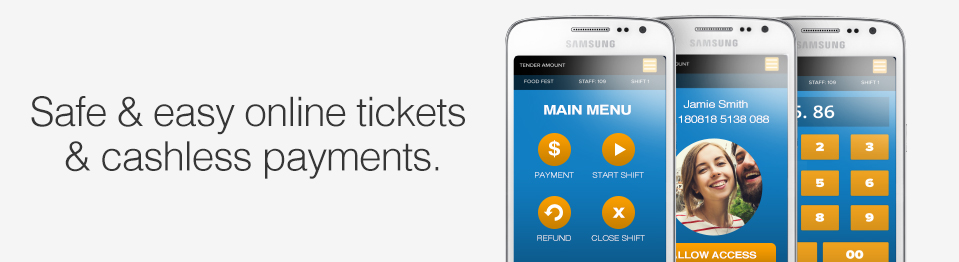 Safe & easy online tickets
& cashless payments.
SAMSUNG
TENDER AMOUNT
FOOD FEST STAFF: 109 SHIFT 1
MAIN MENU
$
PAYMENT START SHIFT
X
REFUND CLOSE SHIFT
SAMSUNG
Jamie Smith
180818 5138 088
ALLOW ACCESS
SAMSUNG
STAFF: 109 SHIFT 1
5. 86
2 3
5 6
8 9
00